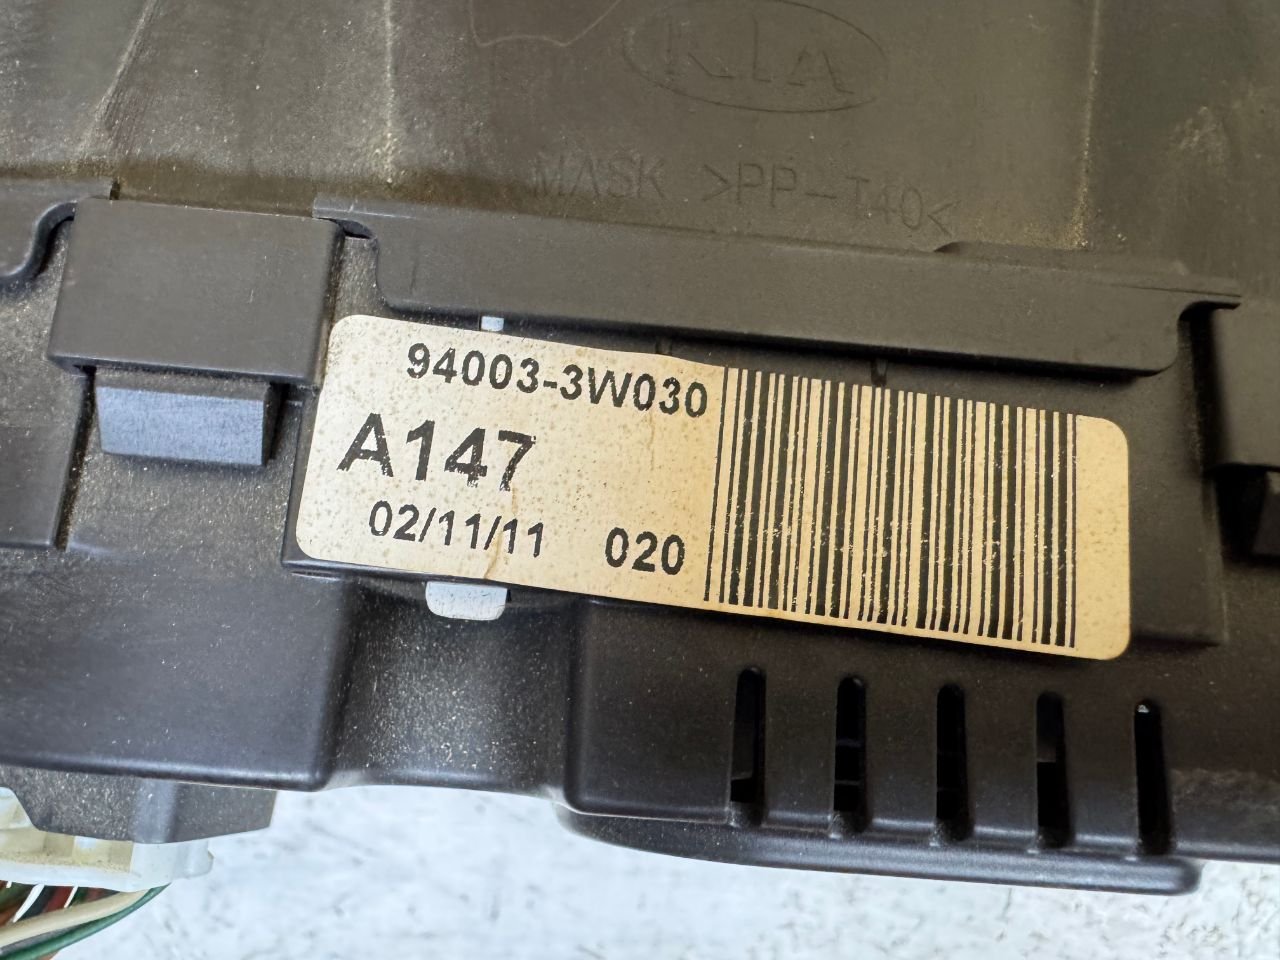 KIA
MASK >PP-T40<
94003-3W030
A147
02/11/11 020